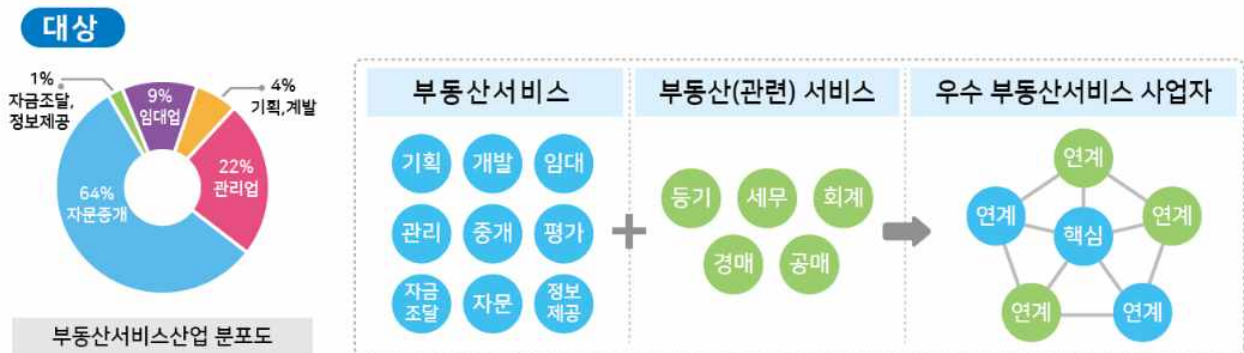 대상
1%
자금조달,
정보제공
9%
임대업
4%
기획,계발
22%
관리업
64%
자문중개
부동산서비스산업 분포도
부동산서비스
기획 개발 임대
관리 중개 평가
자금
조달
자문
정보
제공
+
부동산(관련) 서비스
등기 세무 회계
경매 공매
우수 부동산서비스 사업자
연계
연계
핵심
연계
연계
연계